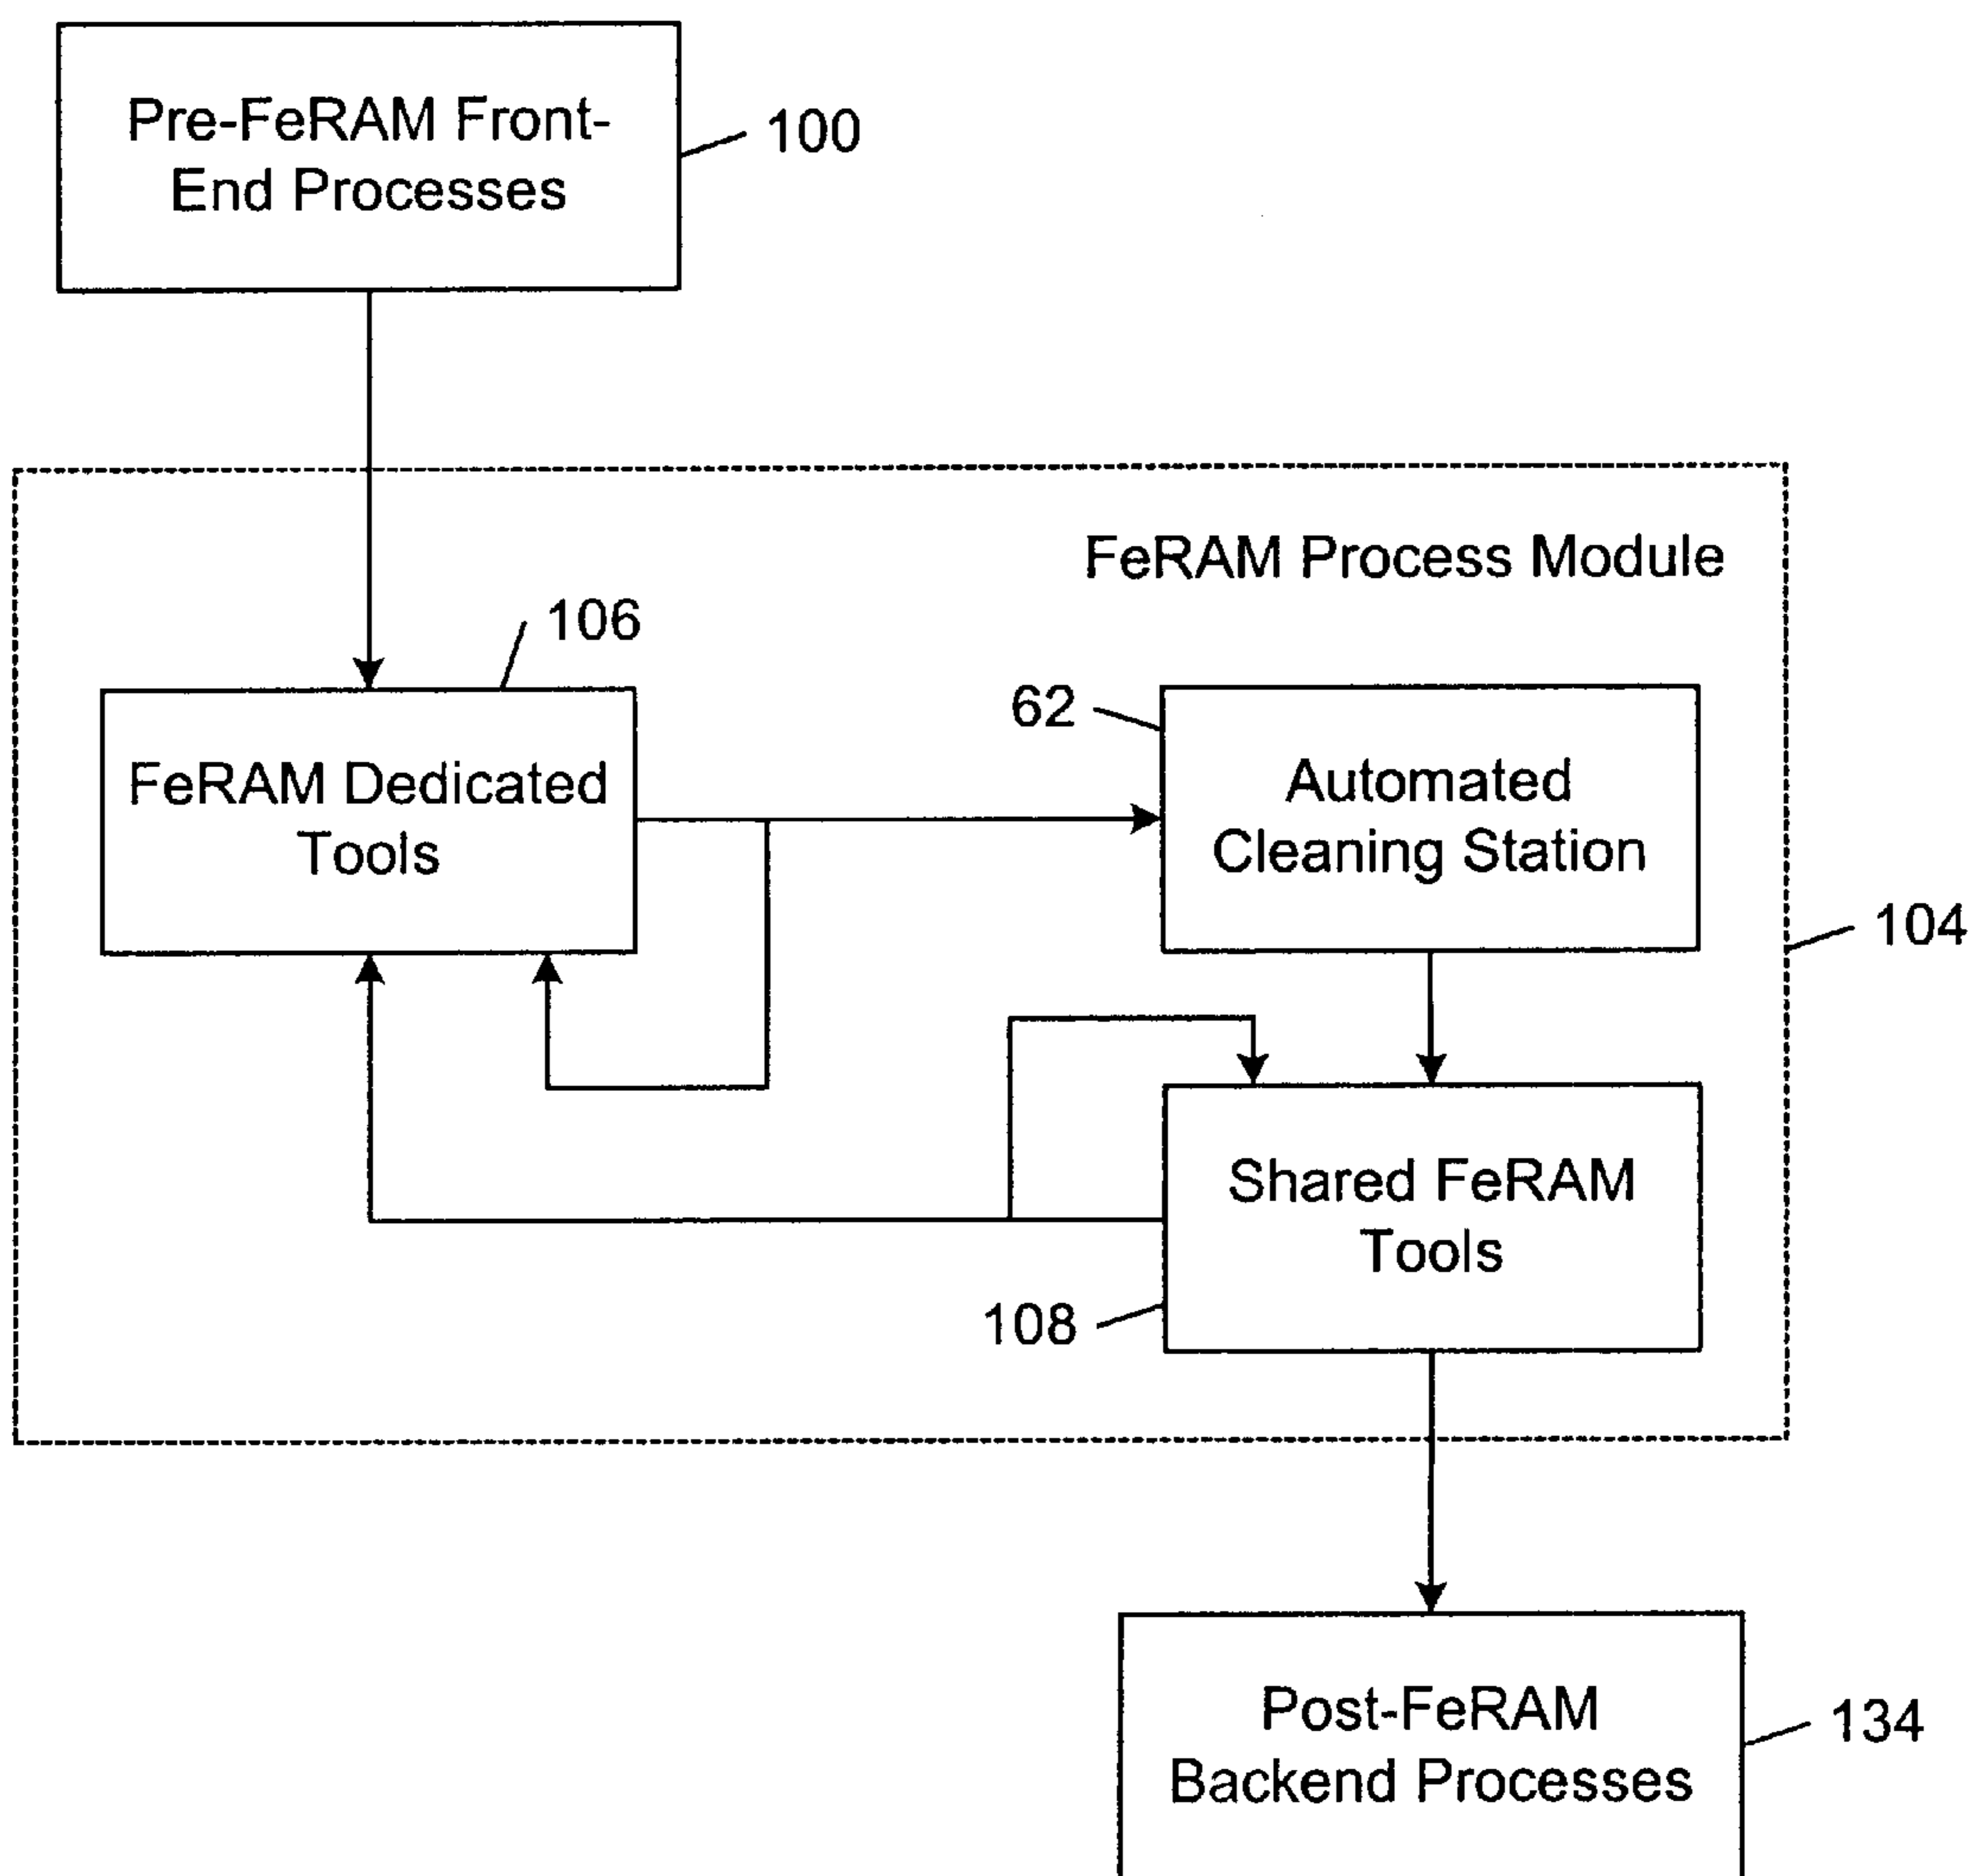 Pre-FeRAM Front-
End Processes
100
FeRAM Process Module
106
62
FeRAM Dedicated
Tools
Automated
Cleaning Station
104
Shared FeRAM
Tools
108
Post-FeRAM
Backend Processes
134